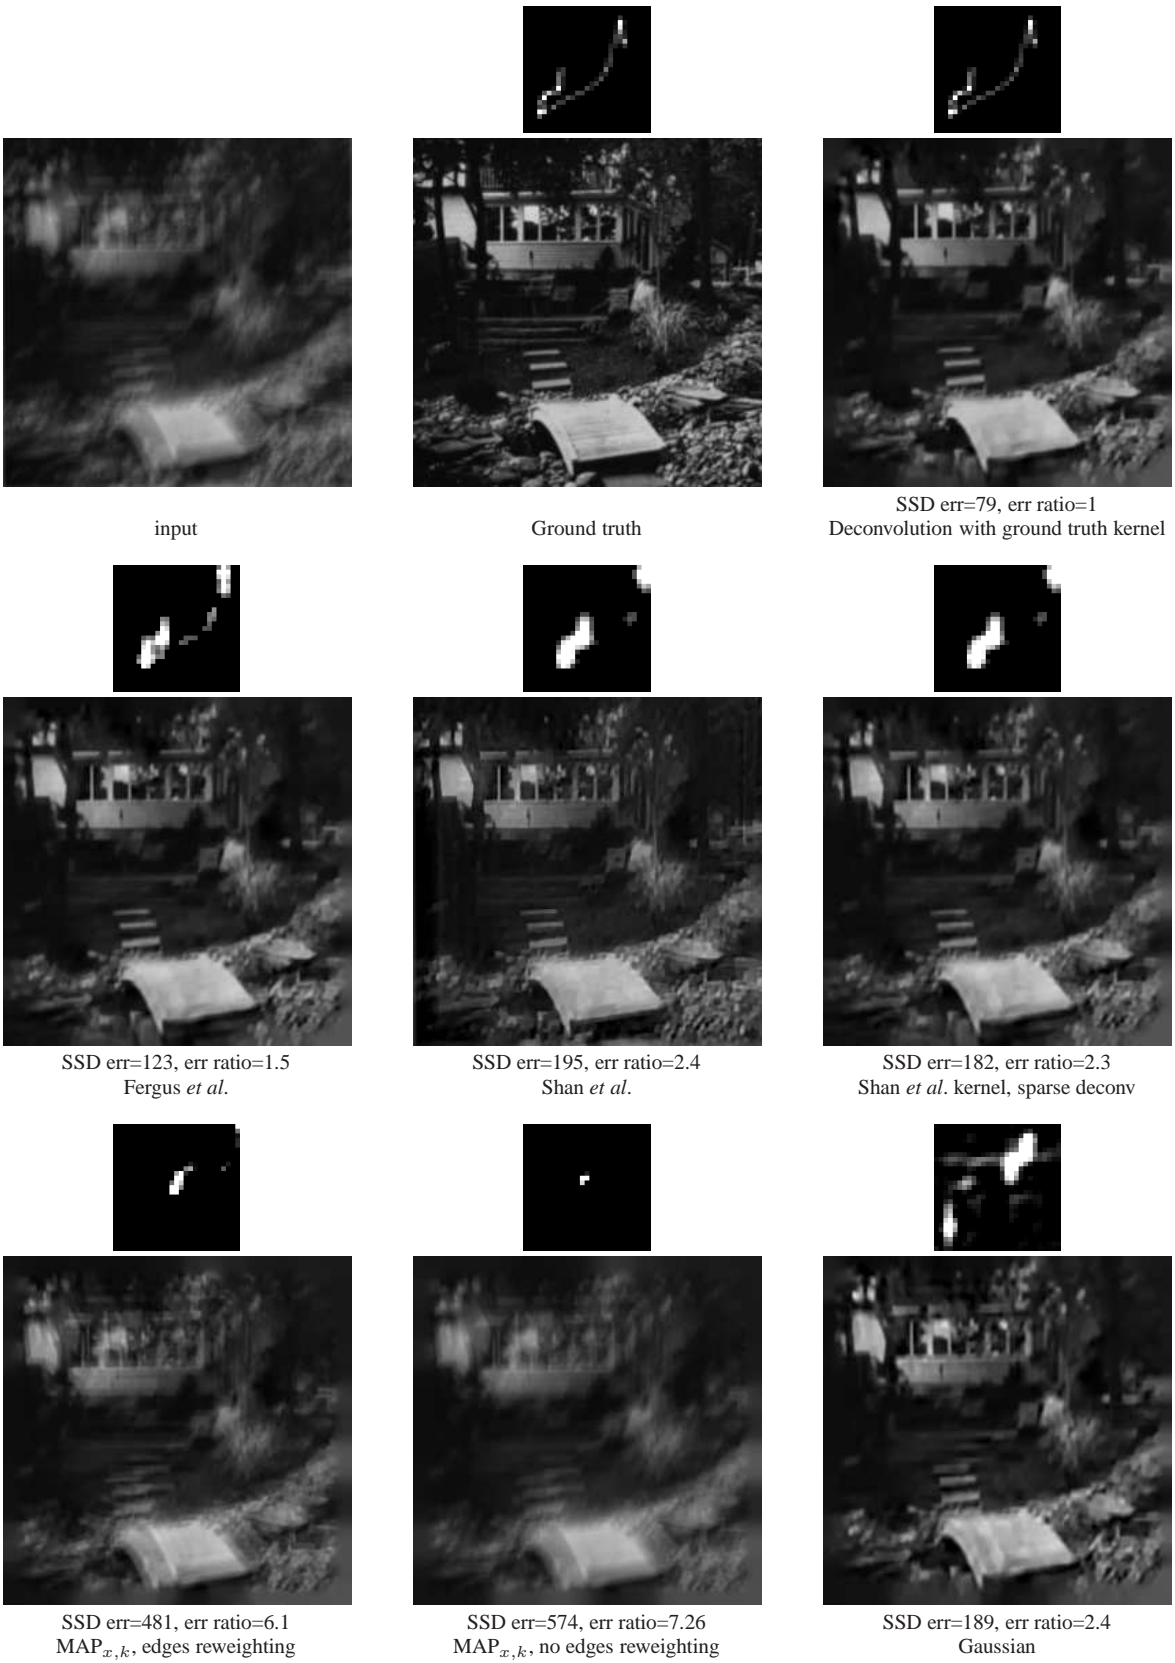 input
Ground truth
SSD err=79, err ratio=1
Deconvolution with ground truth kernel
SSD err=123, err ratio=1.5
Fergus et al.
SSD err=195, err ratio=2.4
Shan et al.
SSD err=182, err ratio=2.3
Shan et al. kernel, sparse deconv
SSD err=481, err ratio=6.1
MAPx,k, edges reweighting
SSD err=574, err ratio=7.26
MAPx,k, no edges reweighting
SSD err=189, err ratio=2.4
Gaussian